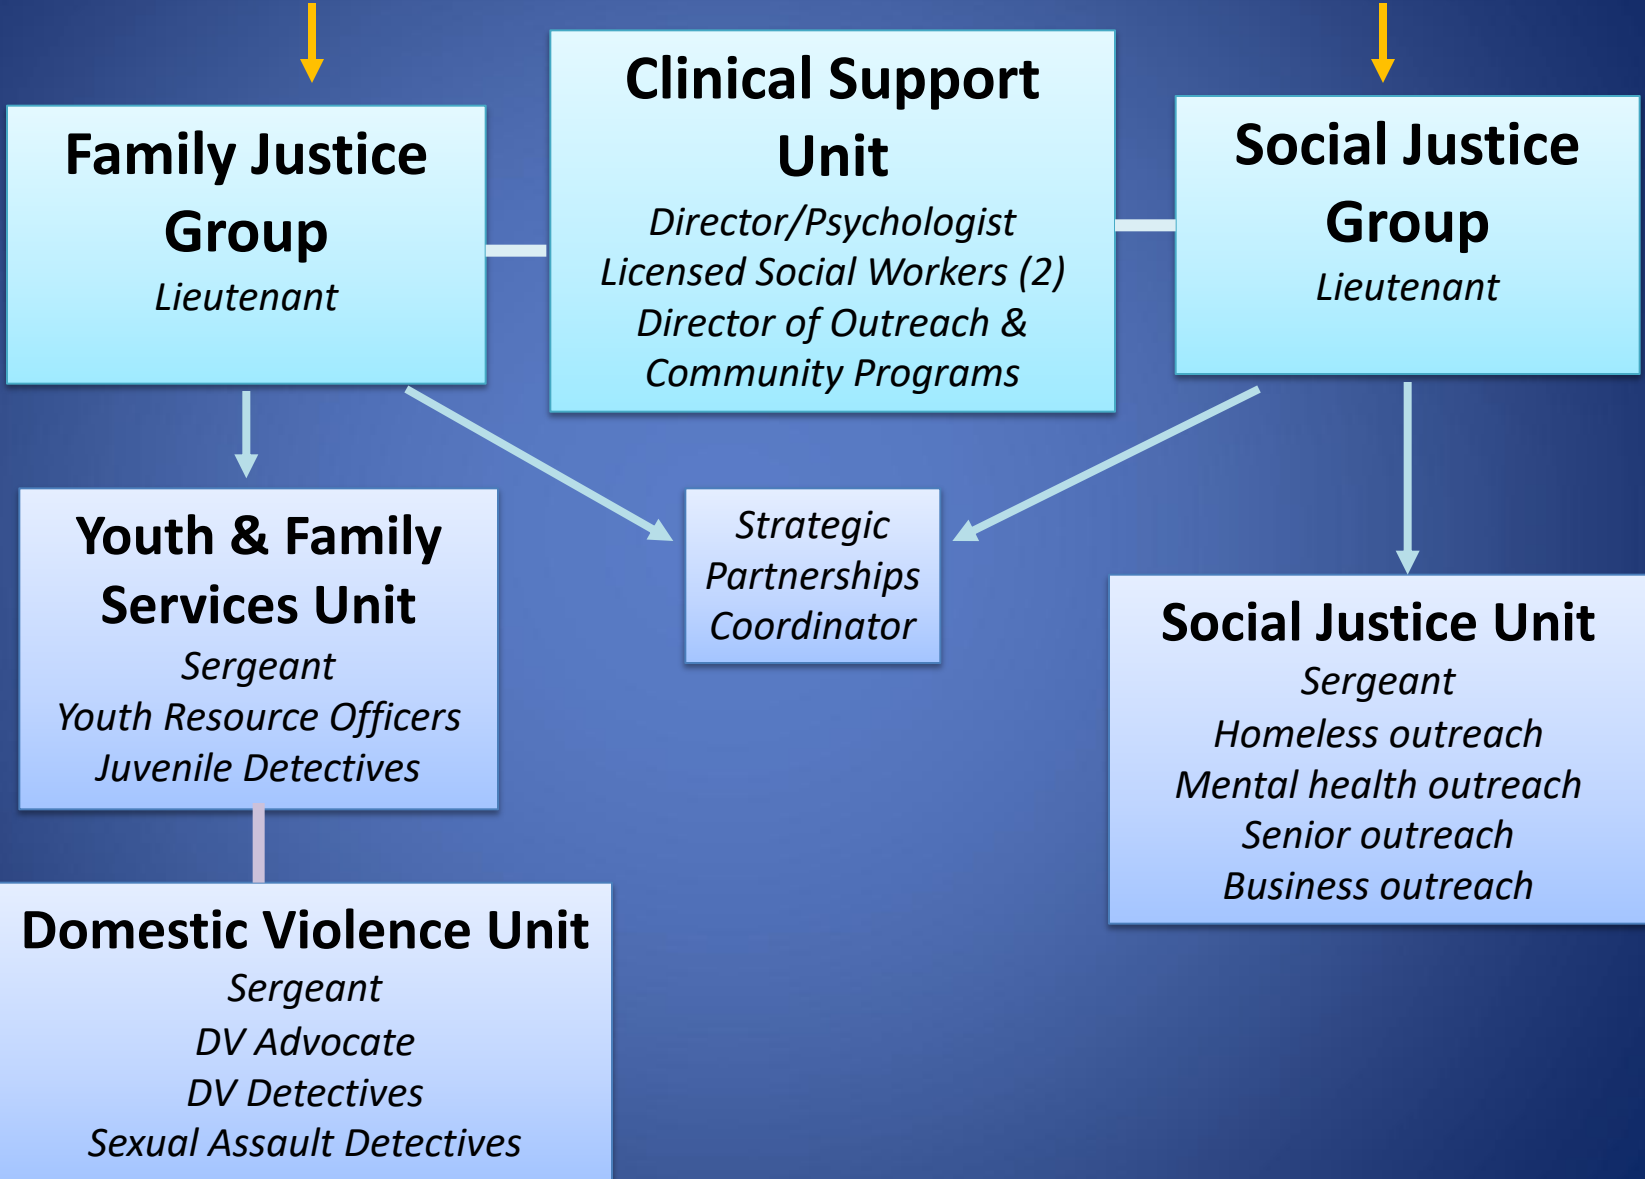 Family Justice
Group
Lieutenant
Clinical Support
Unit
Director/Psychologist
Licensed Social Workers (2)
Director of Outreach &
Community Programs
Social Justice
Group
Lieutenant
Youth & Family
Services Unit
Sergeant
Youth Resource Officers
Juvenile Detectives
Strategic
Partnerships
Coordinator
Social Justice Unit
Sergeant
Homeless outreach
Mental health outreach
Senior outreach
Business outreach
Domestic Violence Unit
Sergeant
DV Advocate
DV Detectives
Sexual Assault Detectives